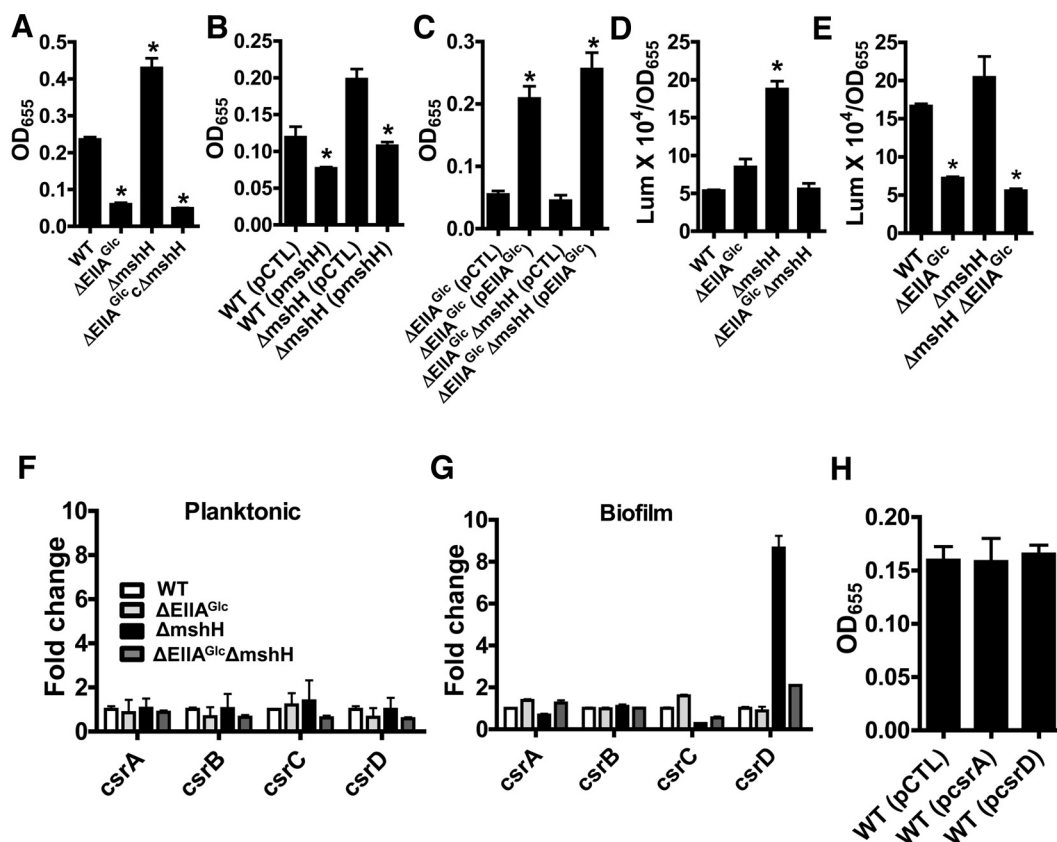 A
OD655
0.5
0.4
0.3
0.2
0.1
0.0
*
*
*
WT
ΔEIIAGlc
ΔmshH
ΔEIIAGlccΔmshH
B
OD655
0.25
0.20
0.15
0.10
0.05
0.00
*
*
WT (pCTL)
WT (pmshH)
ΔmshH (pCTL)
ΔmshH (pmshH)
C
OD655
0.3
0.2
0.1
0.0
*
*
ΔEIIAGlc (pCTL)
ΔEIIAGlc (pEIIAGlc)
ΔEIIAGlc ΔmshH (pCTL)
ΔEIIAGlc ΔmshH (pEIIAGlc)
D
Lum X 10^4/OD655
25
20
15
10
5
0
*
WT
ΔEIIAGlc
ΔmshH
ΔEIIAGlc ΔmshH
E
Lum X 10^4/OD655
25
20
15
10
5
0
*
*
WT
ΔEIIAGlc
ΔmshH
ΔmshH ΔEIIAGlc
F
Planktonic
Fold change
10
8
6
4
2
0
WT
ΔEIIAGlc
ΔmshH
ΔEIIAGlcΔmshH
csrA
csrB
csrC
csrD
G
Biofilm
Fold change
10
8
6
4
2
0
csrA
csrB
csrC
csrD
H
OD655
0.20
0.15
0.10
0.05
0.00
WT (pCTL)
WT (pcsrA)
WT (pcsrD)